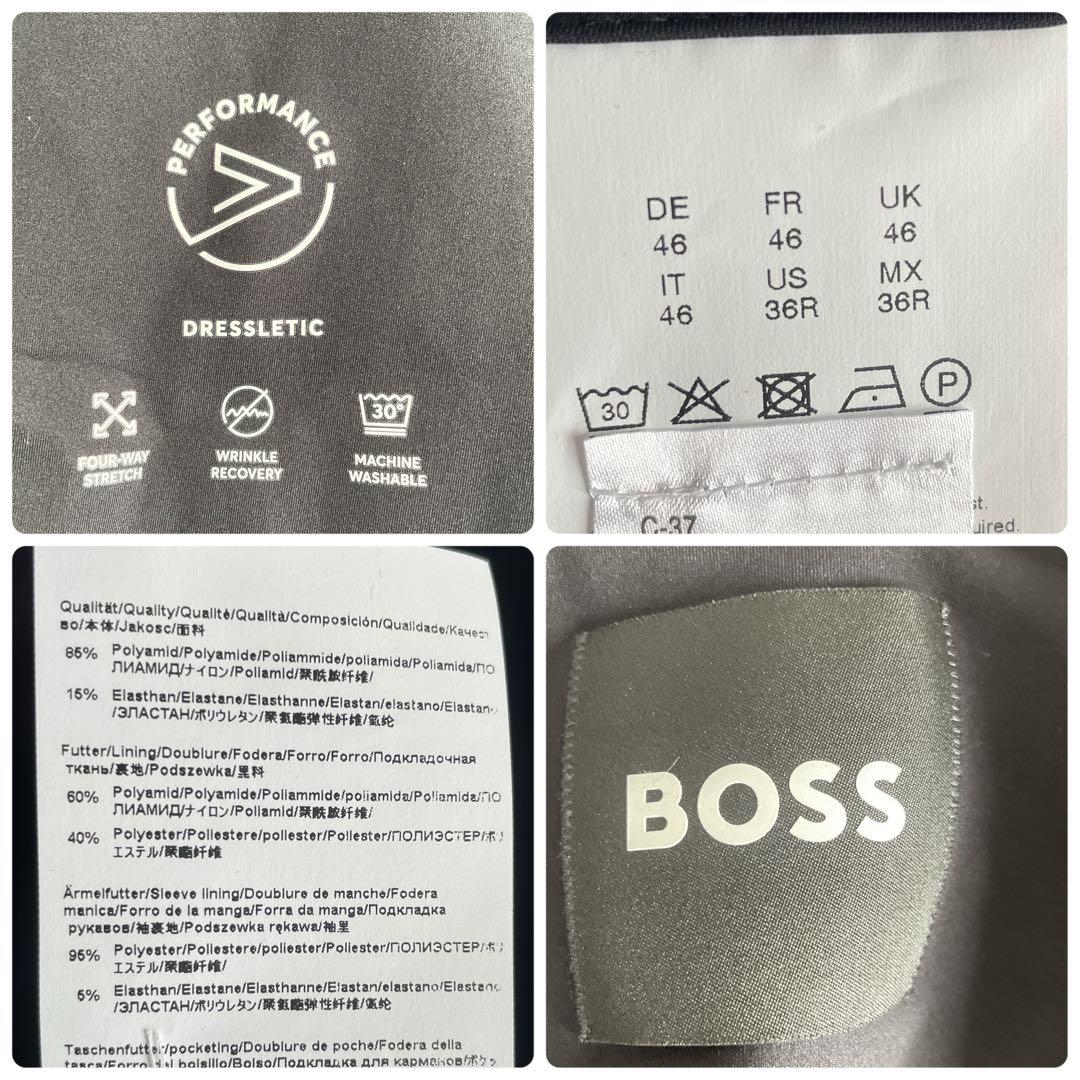 PERFORMANCE
DRESSLETIC
FOUR-WAY
STRETCH
WRINKLE
RECOVERY
30°
MACHINE
WASHABLE
DE FR UK
46 46 46
IT US MX
46 36R 36R
30 P
C-37
st.
uired.
Qualität/Quality/Qualité/Qualità/Composición/Qualidade/Качест
во/本体/Jakosc/面料
85% Polyamid/Polyamide/Poliammide/poliamida/Poliamida/ПО
ЛИАМИД/ナイロン/Poliamid/聚酰胺纤维/
15% Elasthan/Elastane/Elasthanne/Elastan/elastano/Elastan
/ЭЛАСТАН/ポリウレタン/聚氨酯弹性纤维/氨纶
Futter/Lining/Doublure/Fodera/Forro/Forro/Подкладочная
ткань/裏地/Podszewka/里料
60% Polyamid/Polyamide/Poliammide/poliamida/Poliamida/ПО
ЛИАМИД/ナイロン/Poliamid/聚酰胺纤维/
40% Polyester/Poliestere/poliester/Poliester/ПОЛИЭСТЕР/ポリ
エステル/聚酯纤维
Ärmelfutter/Sleeve lining/Doublure de manche/Fodera
manica/Forro de la manga/Forra da manga/Подкладка
рукавов/袖裏地/Podszewka rękawa/袖里
95% Polyester/Poliestere/poliester/Poliester/ПОЛИЭСТЕР/ポリ
エステル/聚酯纤维/
5% Elasthan/Elastane/Elasthanne/Elastan/elastano/Elastano
/ЭЛАСТАН/ポリウレタン/聚氨酯弹性纤维/氨纶
Taschenfutter/pocketing/Doublure de poche/Fodera della
tasca/Forro del bolsillo/Bolso/Подкладка для карманов/ポケッ
BOSS